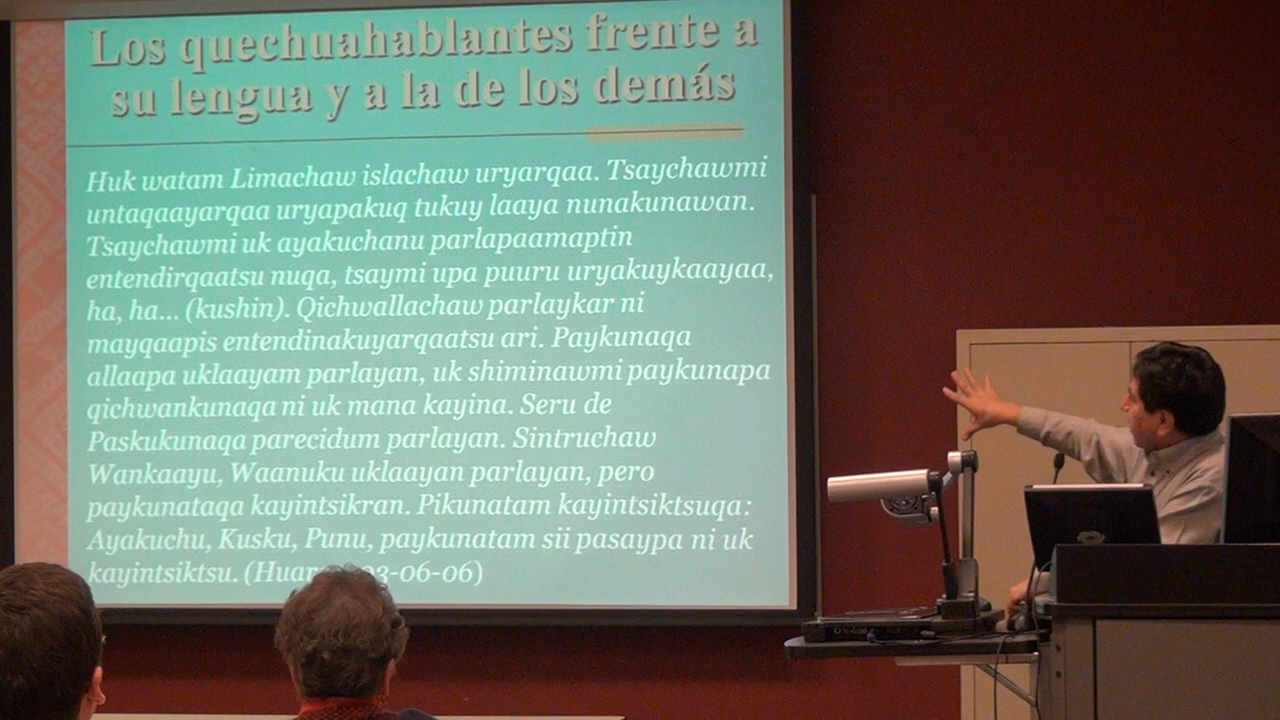 Los quechuahablantes frente a
su lengua y a la de los demás
Huk watam Limachaw islachaw uryarqaa. Tsaychawmi
untaqaayarqaa uryapakuq tukuy laaya nunakunawan.
Tsaychawmi uk ayakuchanu parlapaamaptin
entendirqaatsu nuqa, tsaymi upa puuru uryakuykaayaa,
ha, ha... (kushin). Qichwallachaw parlaykar ni
mayqaapis entendinakuyarqaatsu ari. Paykunaqa
allaapa uklaayam parlayan, uk shiminawmi paykunapa
qichwankunaqa ni uk mana kayina. Seru de
Paskukunaqa parecidum parlayan. Sintruchaw
Wankaayu, Waanuku uklaayan parlayan, pero
paykunataqa kayintsikran. Pikunatam kayintsiktsuqa:
Ayakuchu, Kusku, Punu, paykunatam sii pasaypa ni uk
kayintsiktsu. 03-06-06)